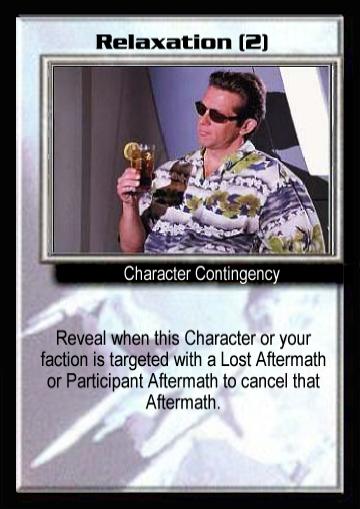 Relaxation (2)
Character Contingency
Reveal when this Character or your
faction is targeted with a Lost Aftermath
or Participant Aftermath to cancel that
Aftermath.